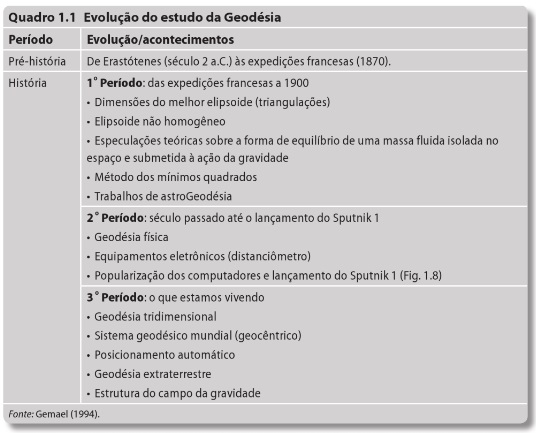 Quadro 1.1 Evolução do estudo da Geodésia
Período Evolução/acontecimentos
Pré-história De Erastótenes (século 2 a.C.) às expedições francesas (1870).
História 1° Período: das expedições francesas a 1900
• Dimensões do melhor elipsoide (triangulações)
• Elipsoide não homogêneo
• Especulações teóricas sobre a forma de equilíbrio de uma massa fluida isolada no
espaço e submetida à ação da gravidade
• Método dos mínimos quadrados
• Trabalhos de astroGeodésia
2° Período: século passado até o lançamento do Sputnik 1
• Geodésia física
• Equipamentos eletrônicos (distanciômetro)
• Popularização dos computadores e lançamento do Sputnik 1 (Fig. 1.8)
3° Período: o que estamos vivendo
• Geodésia tridimensional
• Sistema geodésico mundial (geocêntrico)
• Posicionamento automático
• Geodésia extraterrestre
• Estrutura do campo da gravidade
Fonte: Gemael (1994).